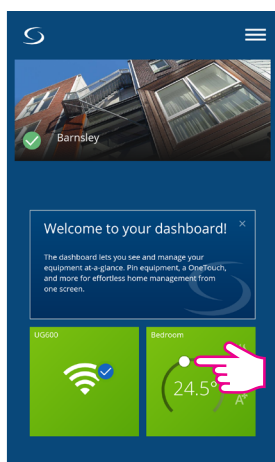 Barnsley
Welcome to your dashboard!
The dashboard lets you see and manage your
equipment at-a-glance. Pin equipment, a OneTouch,
and more for effortless home management from
one screen.
UG600
Bedroom
24.5°
A